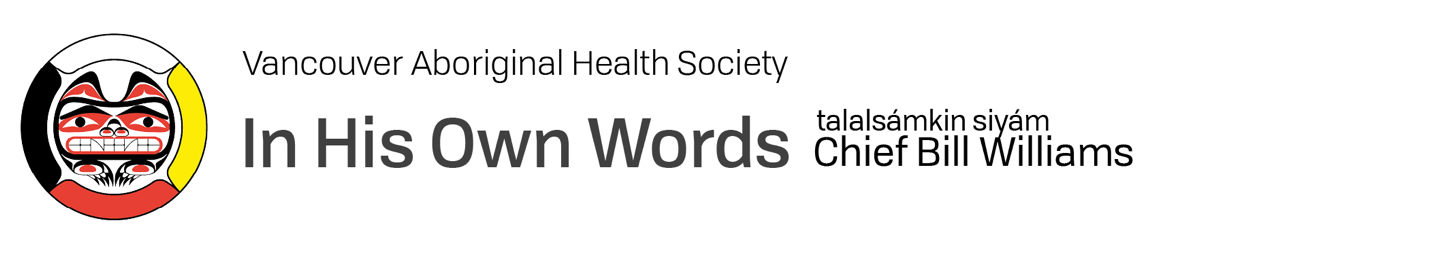 Vancouver Aboriginal Health Society
In His Own Words
talalsámkin siyám
Chief Bill Williams